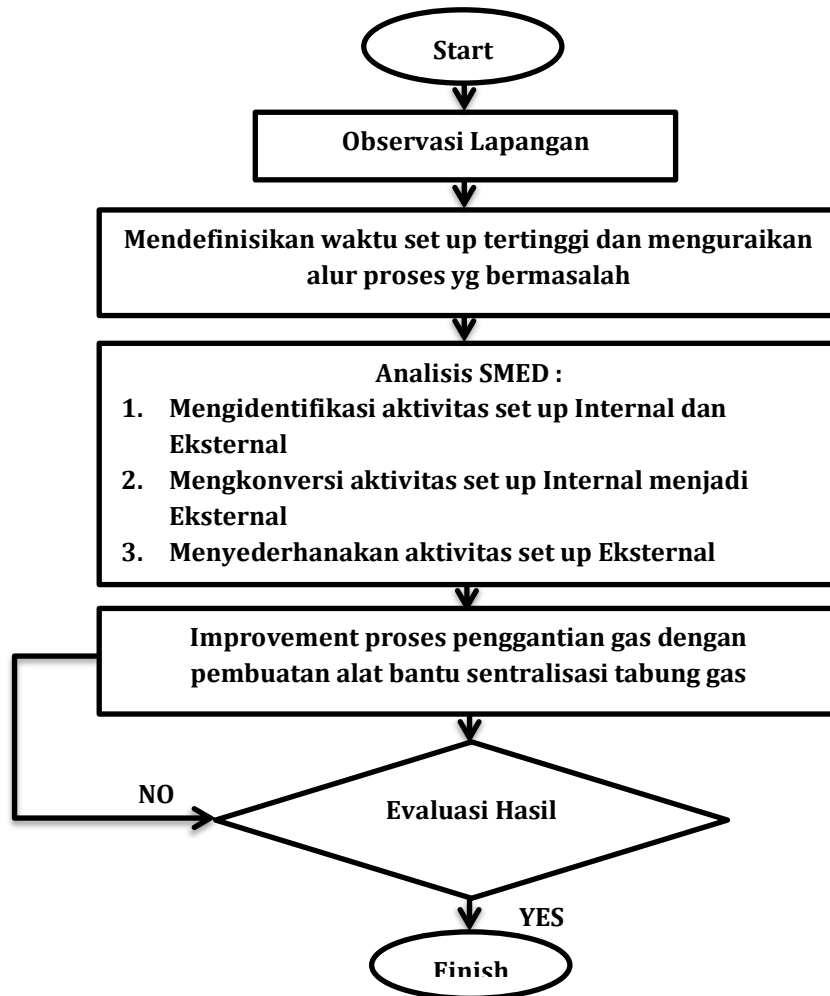 Start
Observasi Lapangan
Mendefinisikan waktu set up tertinggi dan menguraikan
alur proses yg bermasalah
Analisis SMED :
1. Mengidentifikasi aktivitas set up Internal dan
Eksternal
2. Mengkonversi aktivitas set up Internal menjadi
Eksternal
3. Menyederhanakan aktivitas set up Eksternal
Improvement proses penggantian gas dengan
pembuatan alat bantu sentralisasi tabung gas
NO
Evaluasi Hasil
YES
Finish